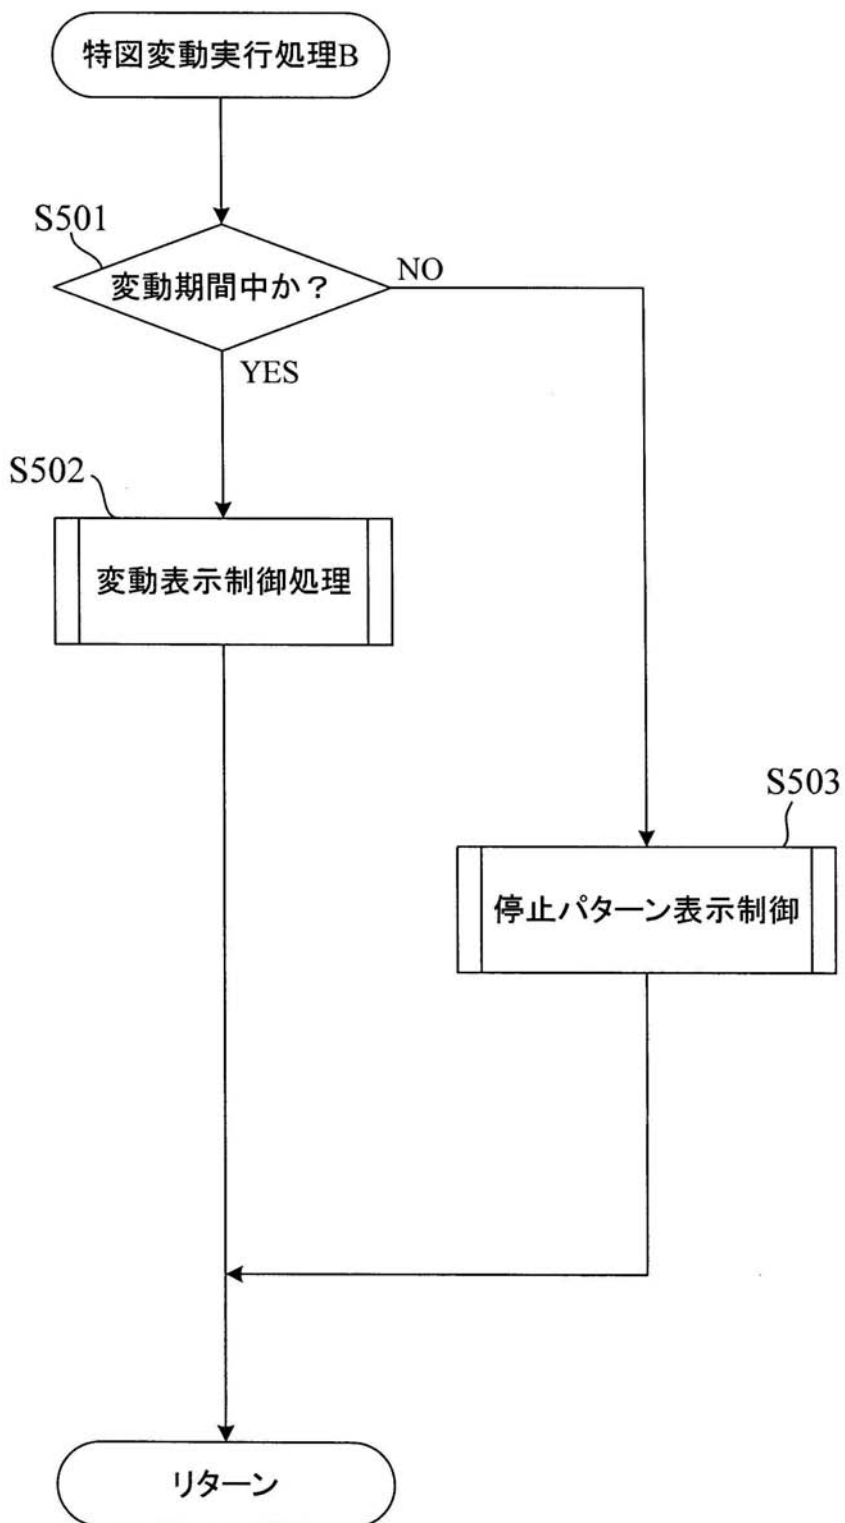 特図変動実行処理B
S501
変動期間中か？
NO
YES
S502
変動表示制御処理
S503
停止パターン表示制御
リターン